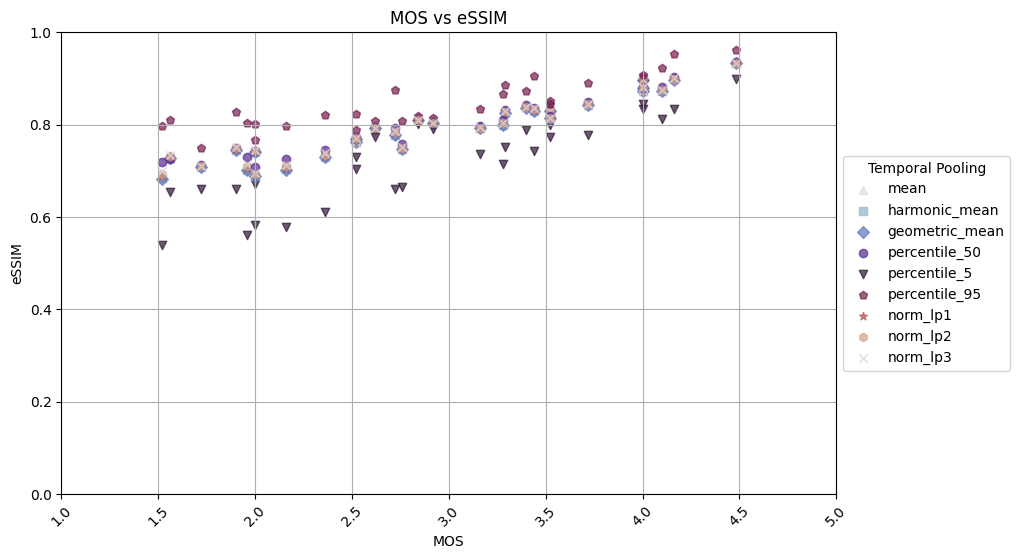 MOS vs eSSIM
eSSIM
1.0
0.8
0.6
0.4
0.2
0.0
1.0
1.5
2.0
2.5
3.0
3.5
4.0
4.5
5.0
MOS
Temporal Pooling
mean
harmonic_mean
geometric_mean
percentile_50
percentile_5
percentile_95
norm_lp1
norm_lp2
norm_lp3